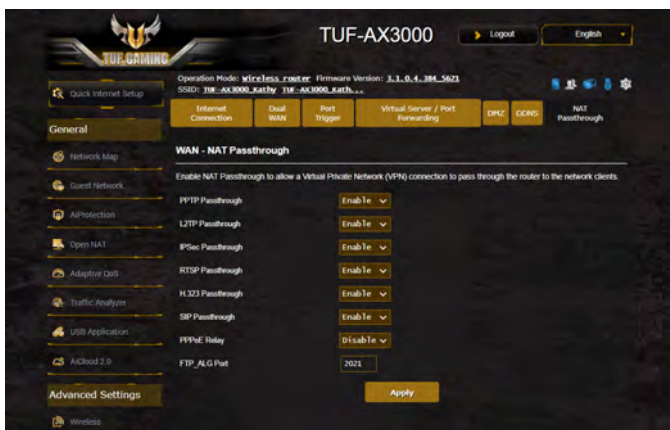 TUF GAMING
TUF-AX3000
Logout
English
Operation Mode: Wireless router Firmware Version: 3.1.0.4.384_5621
SSID: TUF-AX3000_Kathy TUF-AX3000_Kath...
Quick Internet Setup
General
Network Map
Guest Network
AiProtection
Open NAT
Adaptive QoS
Traffic Analyzer
USB Application
AiCloud 2.0
Advanced Settings
Wireless
Internet Connection
Dual WAN
Port Trigger
Virtual Server / Port Forwarding
DMZ
DDNS
NAT Passthrough
WAN - NAT Passthrough
Enable NAT Passthrough to allow a Virtual Private Network (VPN) connection to pass through the router to the network clients.
PPTP Passthrough Enable
L2TP Passthrough Enable
IPSec Passthrough Enable
RTSP Passthrough Enable
H.323 Passthrough Enable
SIP Passthrough Enable
PPPoE Relay Disable
FTP_ALG Port 2021
Apply